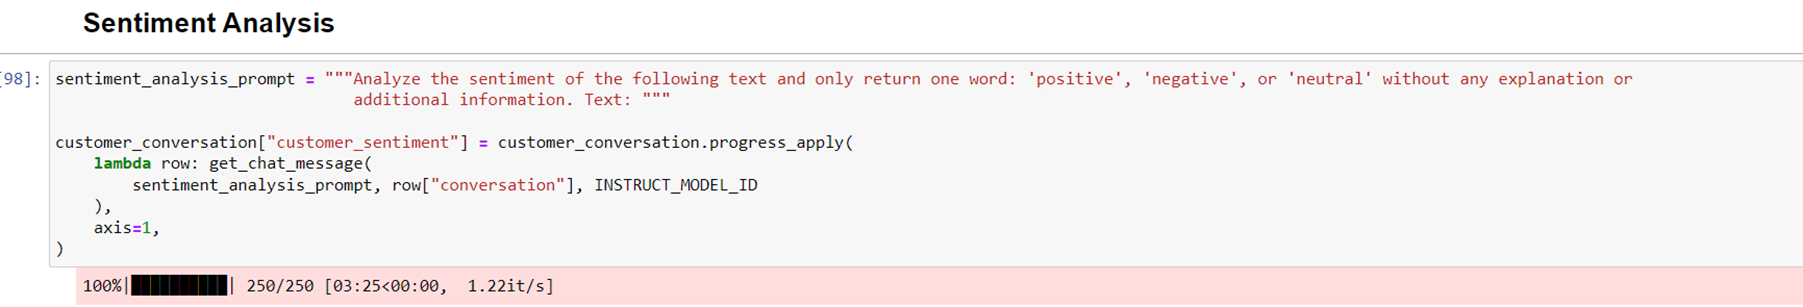 Sentiment Analysis
[98]: sentiment_analysis_prompt = """Analyze the sentiment of the following text and only return one word: 'positive', 'negative', or 'neutral' without any explanation or
additional information. Text: """
customer_conversation["customer_sentiment"] = customer_conversation.progress_apply(
lambda row: get_chat_message(
sentiment_analysis_prompt, row["conversation"], INSTRUCT_MODEL_ID
),
axis=1,
)
100%|██████████| 250/250 [03:25<00:00, 1.22it/s]